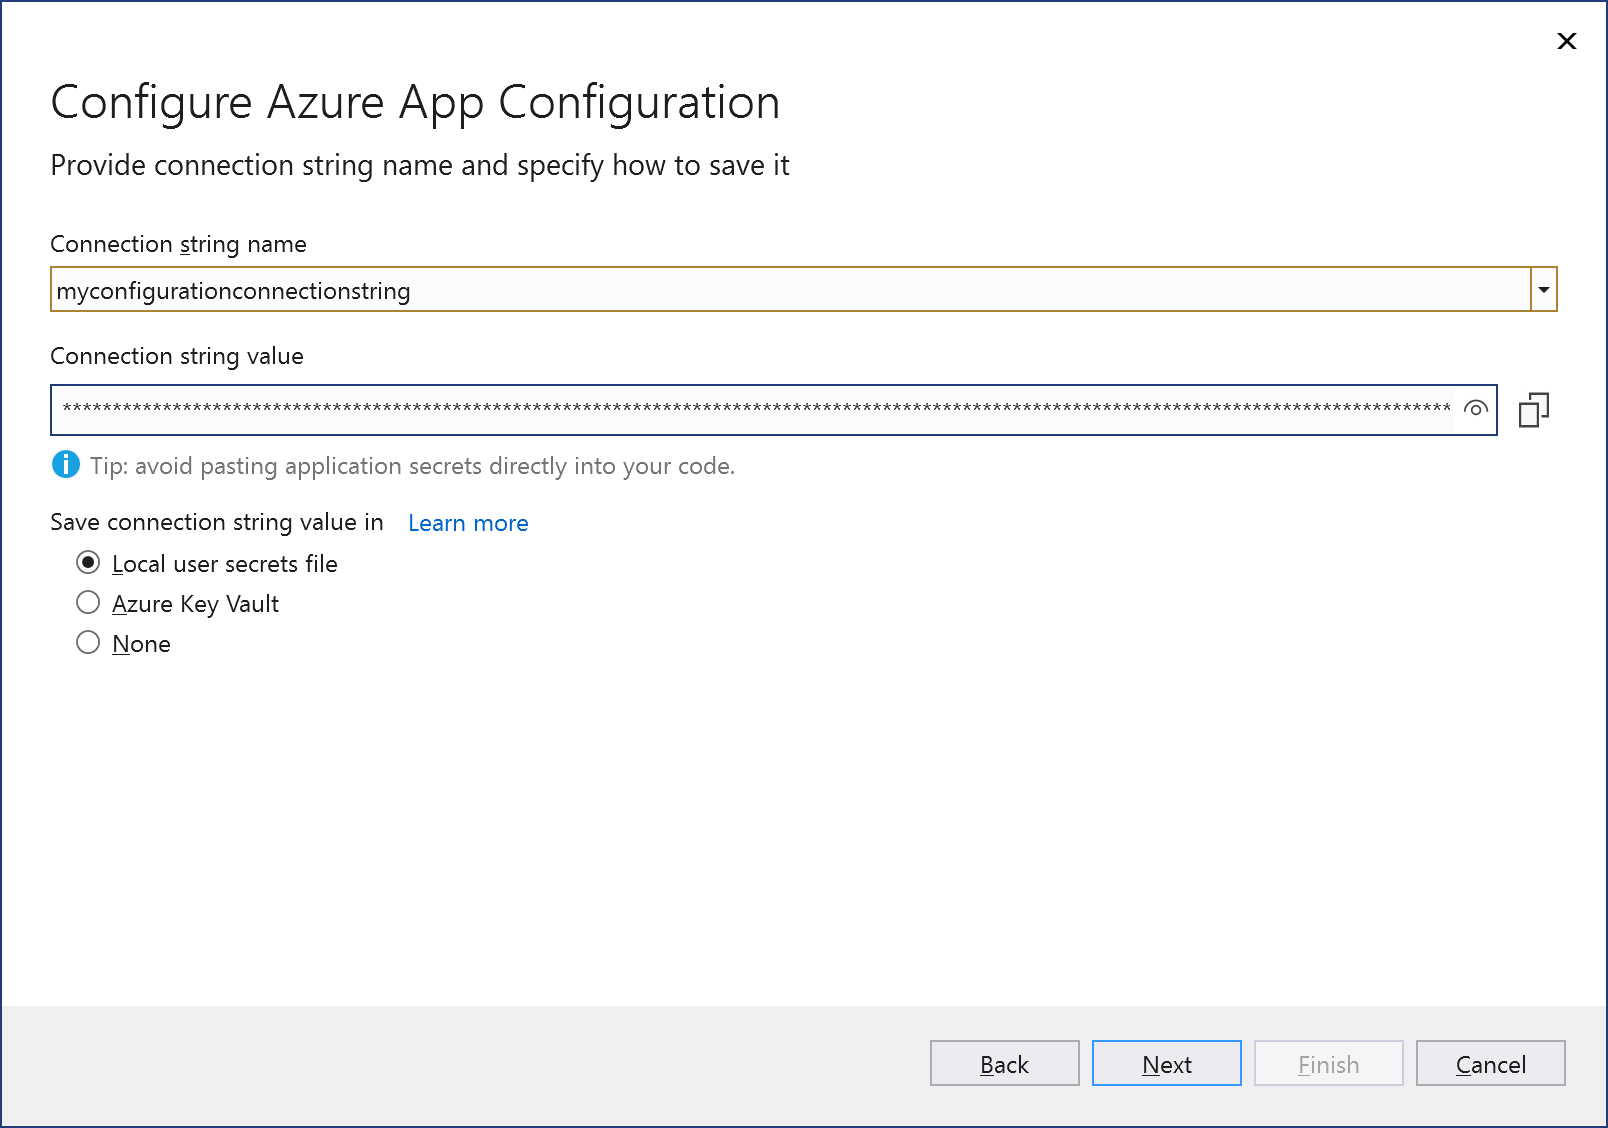 Configure Azure App Configuration
Provide connection string name and specify how to save it
Connection string name
myconfigurationconnectionstring
Connection string value
*******************************************************************************************************************************************
Tip: avoid pasting application secrets directly into your code.
Save connection string value in Learn more
Local user secrets file
Azure Key Vault
None
Back Next Finish Cancel